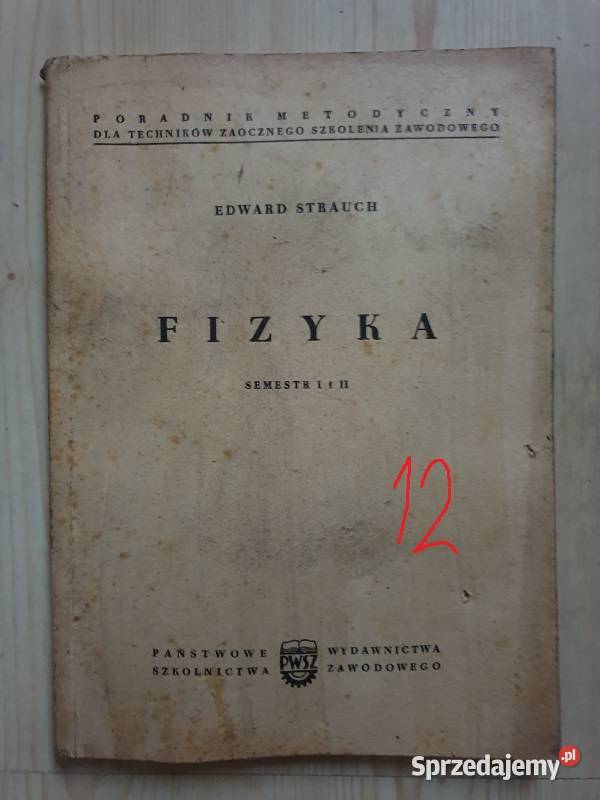 PORADNIK METODYCZNY
DLA TECHNIKÓW ZAOCZNEGO SZKOLENIA ZAWODOWEGO
EDWARD STRAUCH
FIZYKA
SEMESTR I i II
12
PAŃSTWOWE WYDAWNICTWA
SZKOLNICTWA ZAWODOWEGO
PWSZ
Sprzedajemy.pl